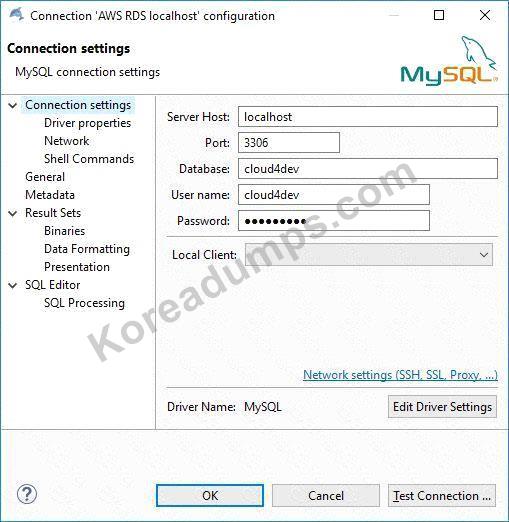 Connection 'AWS RDS localhost' configuration
Connection settings
MySQL connection settings
MySQL
Connection settings
Driver properties
Network
Shell Commands
General
Metadata
Result Sets
Binaries
Data Formatting
Presentation
SQL Editor
SQL Processing
Server Host: localhost
Port: 3306
Database: cloud4dev
User name: cloud4dev
Password: ●●●●●●●●●
Local Client:
Koreadumps.com
Network settings (SSH, SSL, Proxy, ...)
Driver Name: MySQL
Edit Driver Settings
?
OK
Cancel
Test Connection ...